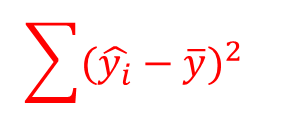 ∑(ŷᵢ − ȳ)²